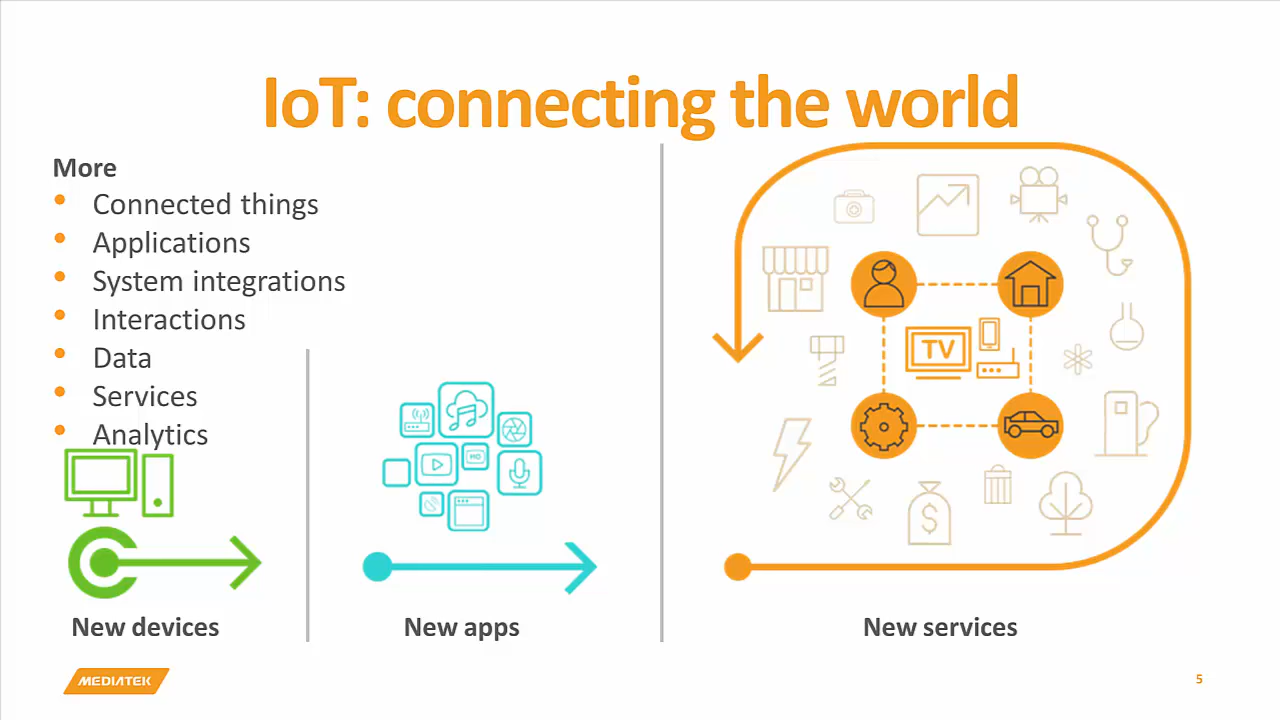 IoT: connecting the world
More
• Connected things
• Applications
• System integrations
• Interactions
• Data
• Services
• Analytics
TV
HD
$
New devices
New apps
New services
MEDIATEK
5